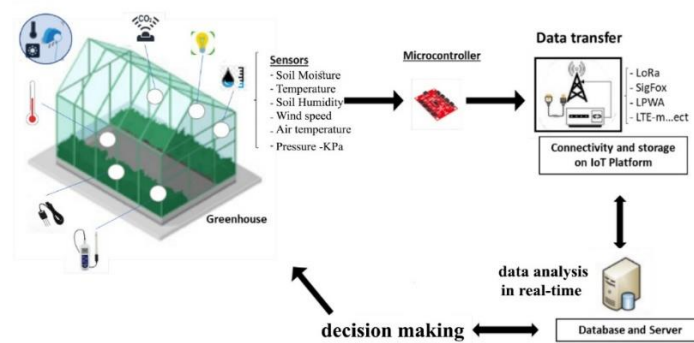 CO₂
Sensors
- Soil Moisture
- Temperature
- Soil Humidity
- Wind speed
- Air temperature
- Pressure -KPa
Greenhouse
Microcontroller
Data transfer
- LoRa
- SigFox
- LPWA
- LTE-m...ect
Connectivity and storage
on IoT Platform
data analysis
in real-time
Database and Server
decision making